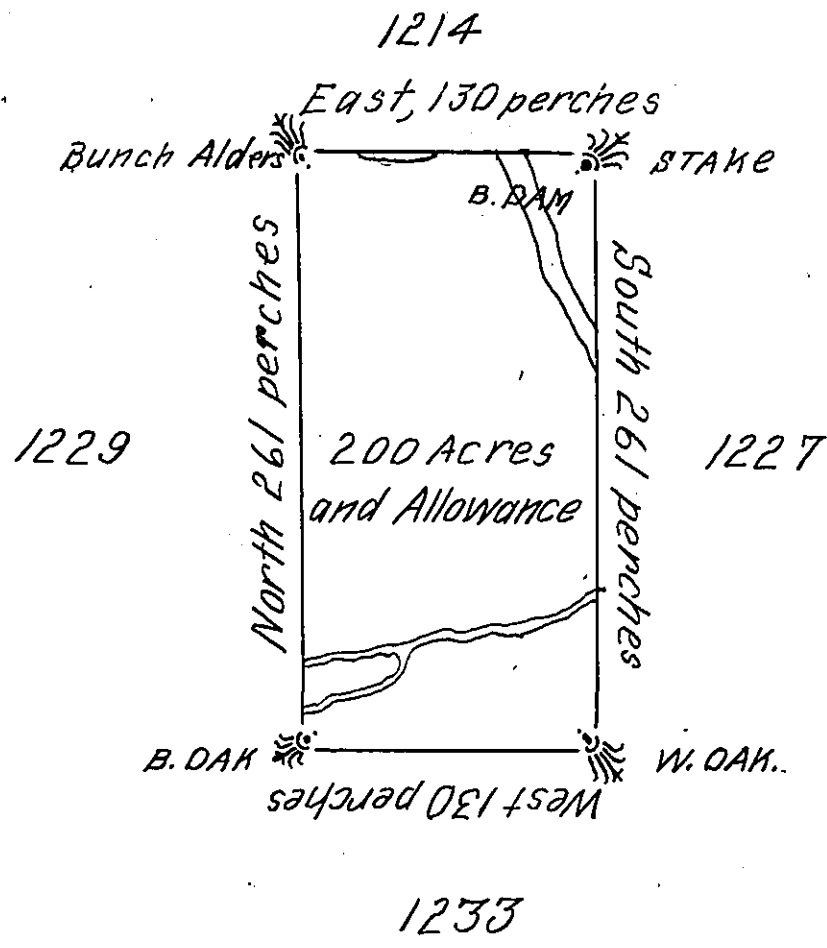 1214
East, 130 perches
Bunch Alders
STAKE
B. DAM
North 261 perches
South 261 perches
1229
200 Acres
and Allowance
1227
B. OAK
W. OAK.
West 130 perches
1233